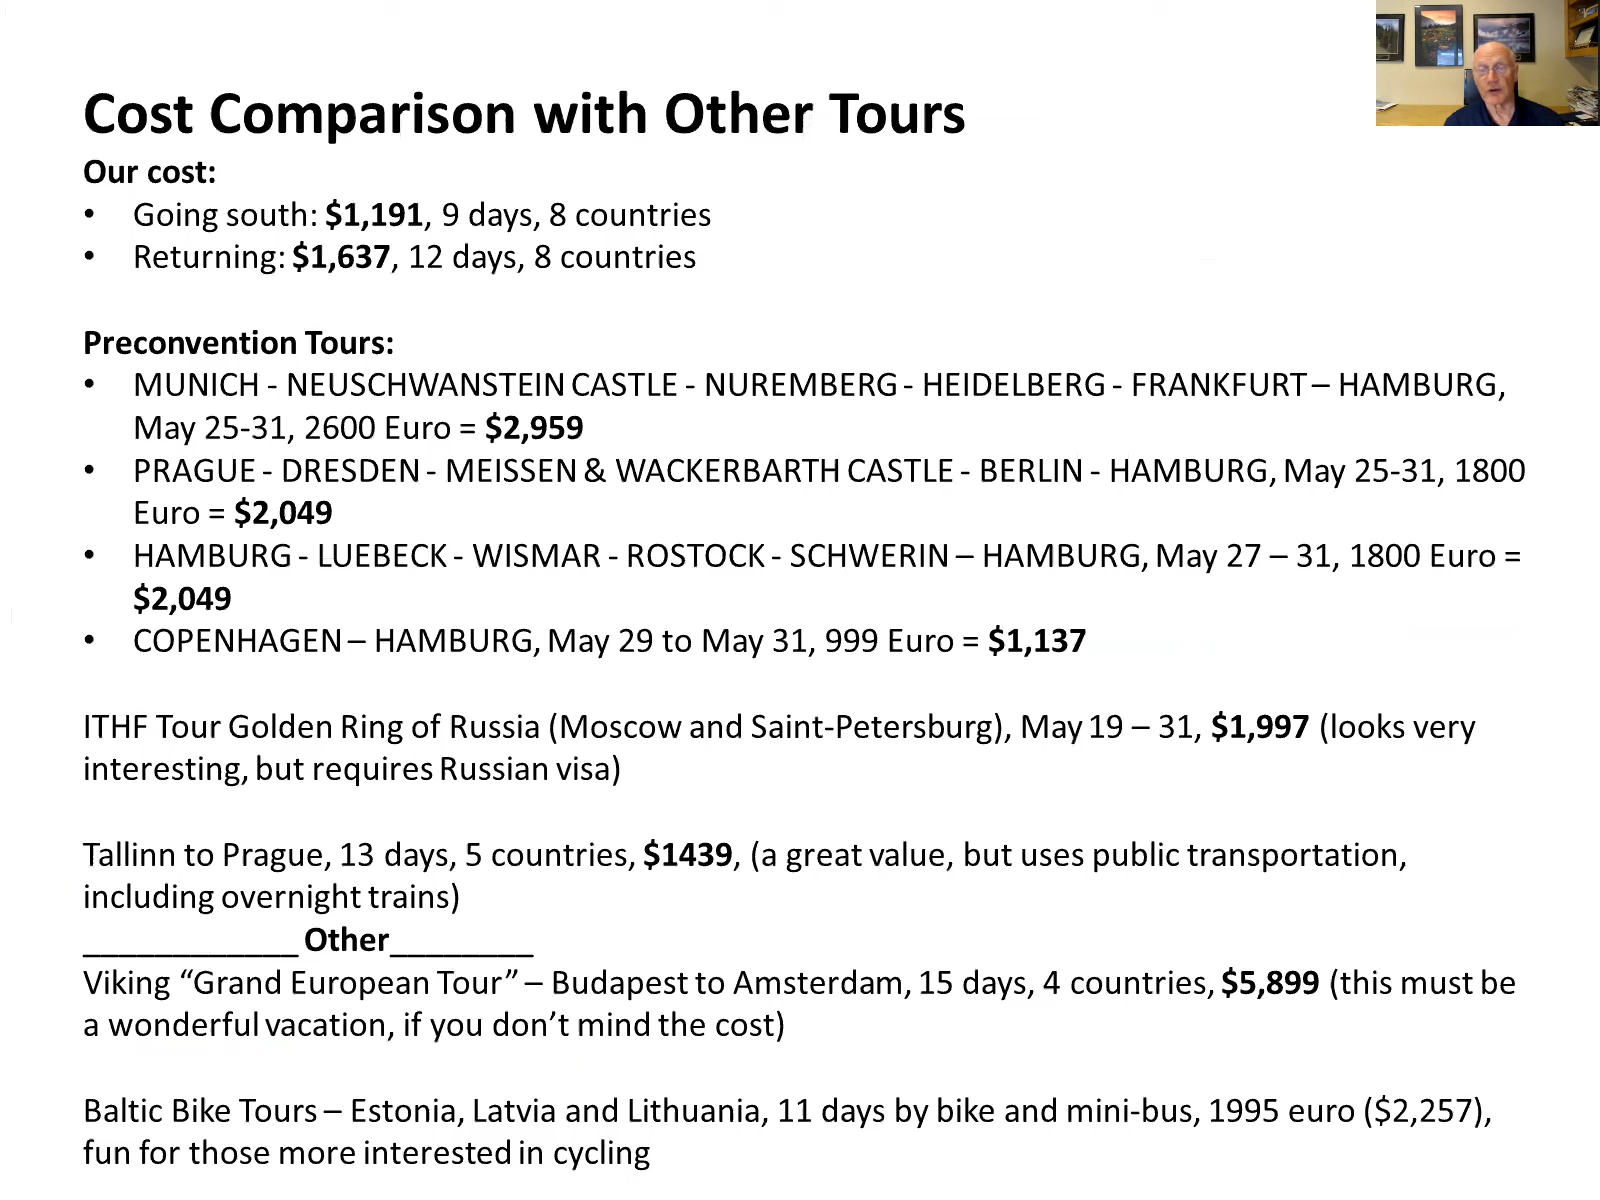 Cost Comparison with Other Tours
Our cost:
• Going south: $1,191, 9 days, 8 countries
• Returning: $1,637, 12 days, 8 countries
Preconvention Tours:
• MUNICH - NEUSCHWANSTEIN CASTLE - NUREMBERG - HEIDELBERG - FRANKFURT – HAMBURG,
May 25-31, 2600 Euro = $2,959
• PRAGUE - DRESDEN - MEISSEN & WACKERBARTH CASTLE - BERLIN - HAMBURG, May 25-31, 1800
Euro = $2,049
• HAMBURG - LUEBECK - WISMAR - ROSTOCK - SCHWERIN – HAMBURG, May 27 – 31, 1800 Euro =
$2,049
• COPENHAGEN – HAMBURG, May 29 to May 31, 999 Euro = $1,137
ITHF Tour Golden Ring of Russia (Moscow and Saint-Petersburg), May 19 – 31, $1,997 (looks very
interesting, but requires Russian visa)
Tallinn to Prague, 13 days, 5 countries, $1439, (a great value, but uses public transportation,
including overnight trains)
____________ Other________
Viking “Grand European Tour” – Budapest to Amsterdam, 15 days, 4 countries, $5,899 (this must be
a wonderful vacation, if you don’t mind the cost)
Baltic Bike Tours – Estonia, Latvia and Lithuania, 11 days by bike and mini-bus, 1995 euro ($2,257),
fun for those more interested in cycling